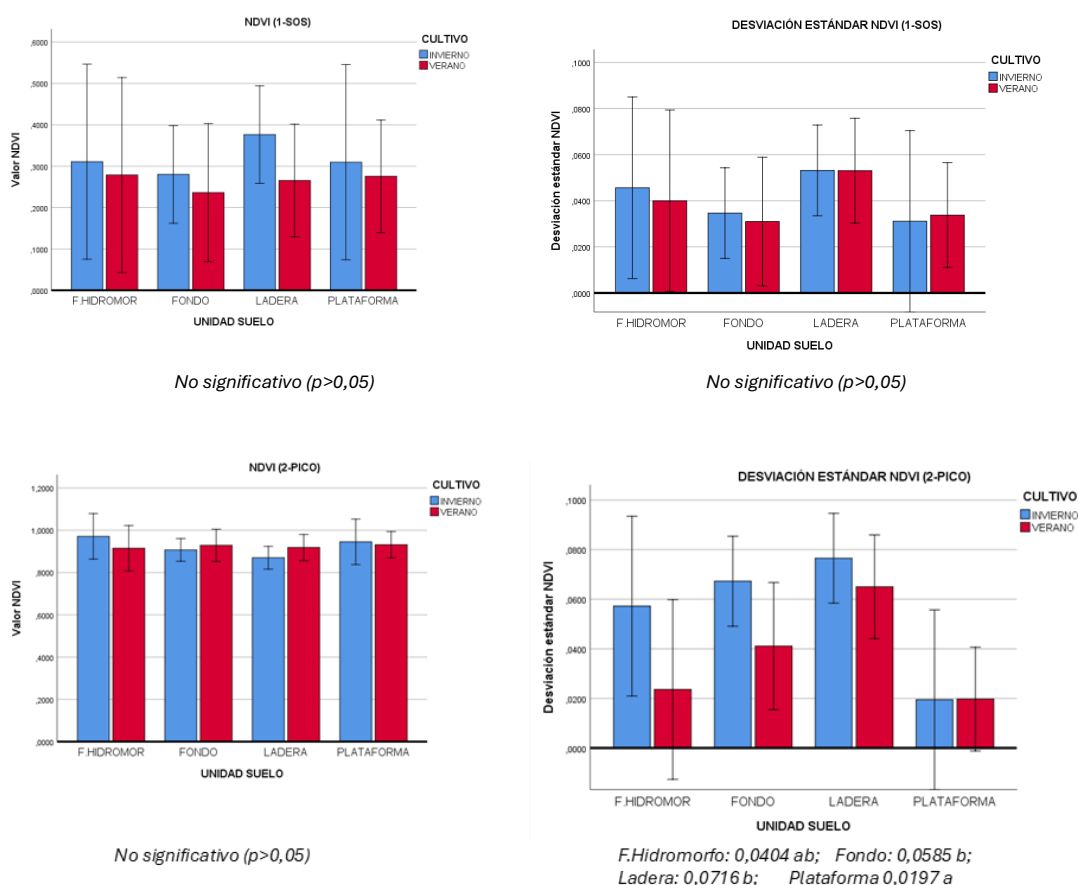 NDVI (1-SOS)
CULTIVO
INVIERNO
VERANO
Valor NDVI
,6000
,5000
,4000
,3000
,2000
,1000
,0000
F.HIDROMOR FONDO LADERA PLATAFORMA
UNIDAD SUELO
No significativo (p>0,05)
DESVIACIÓN ESTÁNDAR NDVI (1-SOS)
CULTIVO
INVIERNO
VERANO
Desviación estándar NDVI
,1000
,0800
,0600
,0400
,0200
,0000
F.HIDROMOR FONDO LADERA PLATAFORMA
UNIDAD SUELO
No significativo (p>0,05)
NDVI (2-PICO)
CULTIVO
INVIERNO
VERANO
Valor NDVI
1,2000
1,0000
,8000
,6000
,4000
,2000
,0000
F.HIDROMOR FONDO LADERA PLATAFORMA
UNIDAD SUELO
No significativo (p>0,05)
DESVIACIÓN ESTÁNDAR NDVI (2-PICO)
CULTIVO
INVIERNO
VERANO
Desviación estándar NDVI
,1000
,0800
,0600
,0400
,0200
,0000
F.HIDROMOR FONDO LADERA PLATAFORMA
UNIDAD SUELO
F.Hidromorfo: 0,0404 ab; Fondo: 0,0585 b;
Ladera: 0,0716 b; Plataforma 0,0197 a